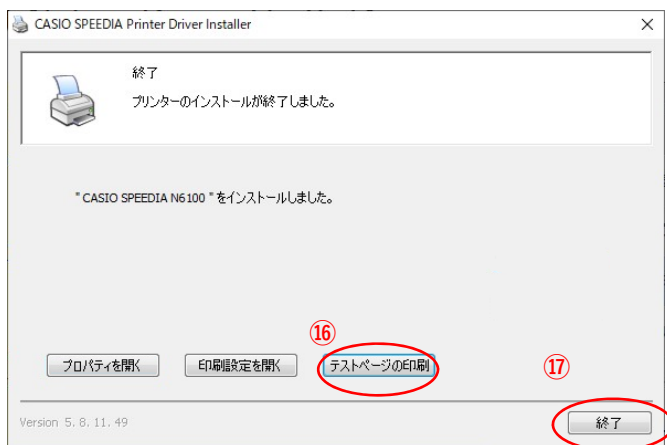 CASIO SPEEDIA Printer Driver Installer
終了
プリンターのインストールが終了しました。
" CASIO SPEEDIA N6100 " をインストールしました。
⑯
⑰
プロパティを開く 印刷設定を開く テストページの印刷
Version 5. 8. 11. 49
終了